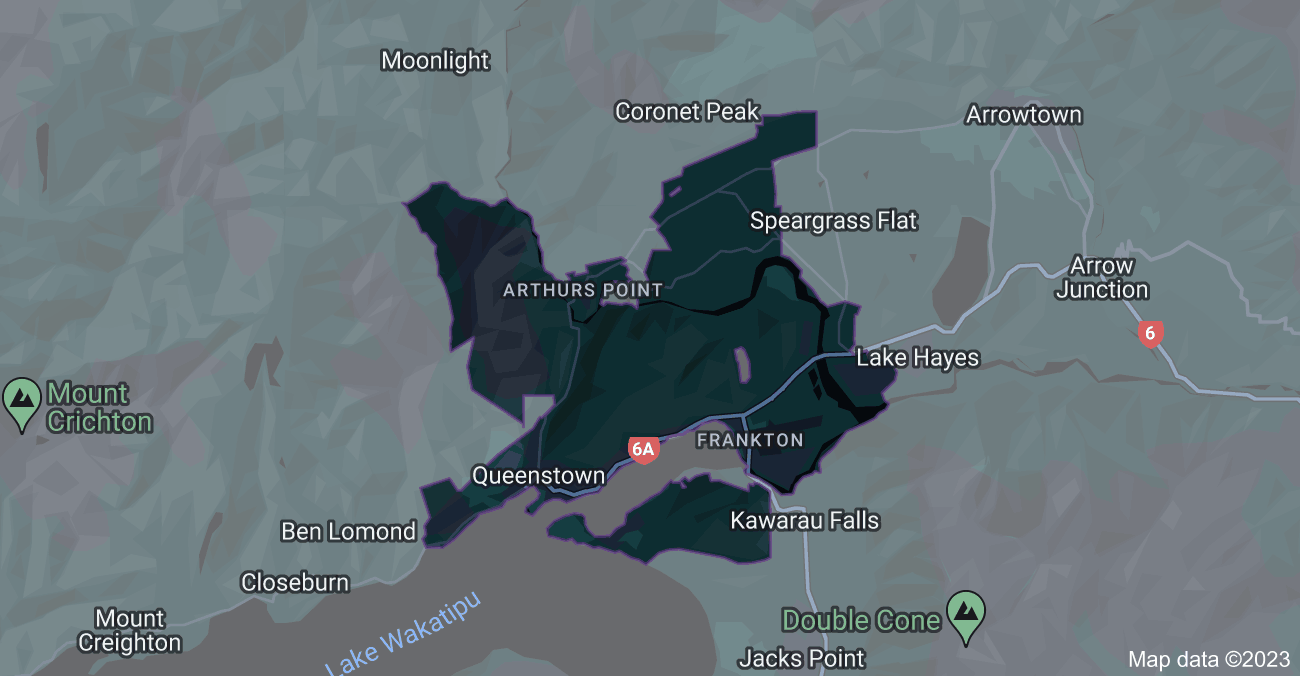 Moonlight
Coronet Peak
Arrowtown
Speargrass Flat
Arrow
Junction
ARTHURS POINT
6
Lake Hayes
Mount
Crichton
FRANKTON
6A
Queenstown
Kawarau Falls
Ben Lomond
Closeburn
Mount
Creighton
Lake Wakatipu
Double Cone
Jacks Point
Map data ©2023